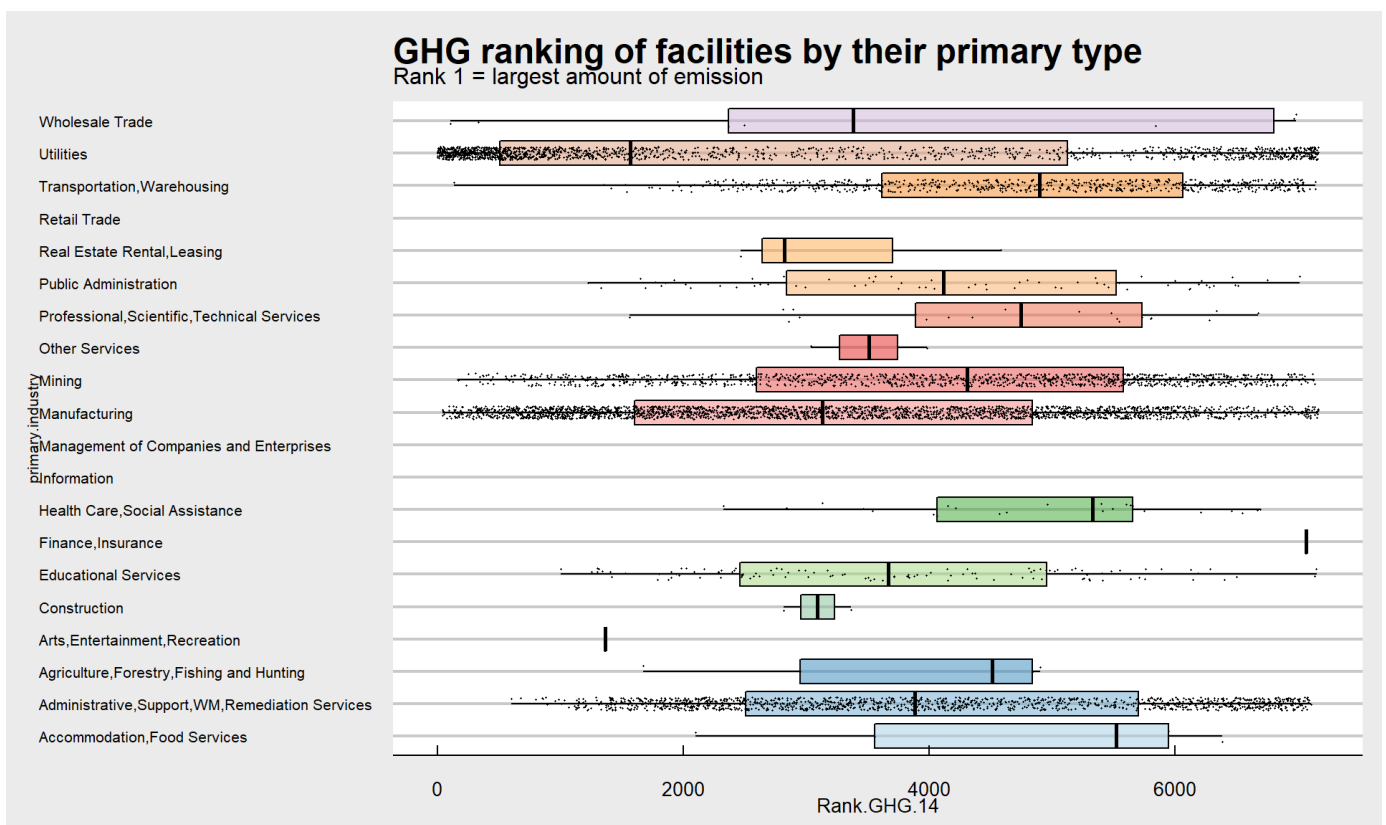 GHG ranking of facilities by their primary type
Rank 1 = largest amount of emission
Wholesale Trade
Utilities
Transportation,Warehousing
Retail Trade
Real Estate Rental,Leasing
Public Administration
Professional,Scientific,Technical Services
Other Services
Mining
Manufacturing
Management of Companies and Enterprises
Information
Health Care,Social Assistance
Finance,Insurance
Educational Services
Construction
Arts,Entertainment,Recreation
Agriculture,Forestry,Fishing and Hunting
Administrative,Support,WM,Remediation Services
Accommodation,Food Services
primary.industry
0 2000 4000 6000
Rank.GHG.14